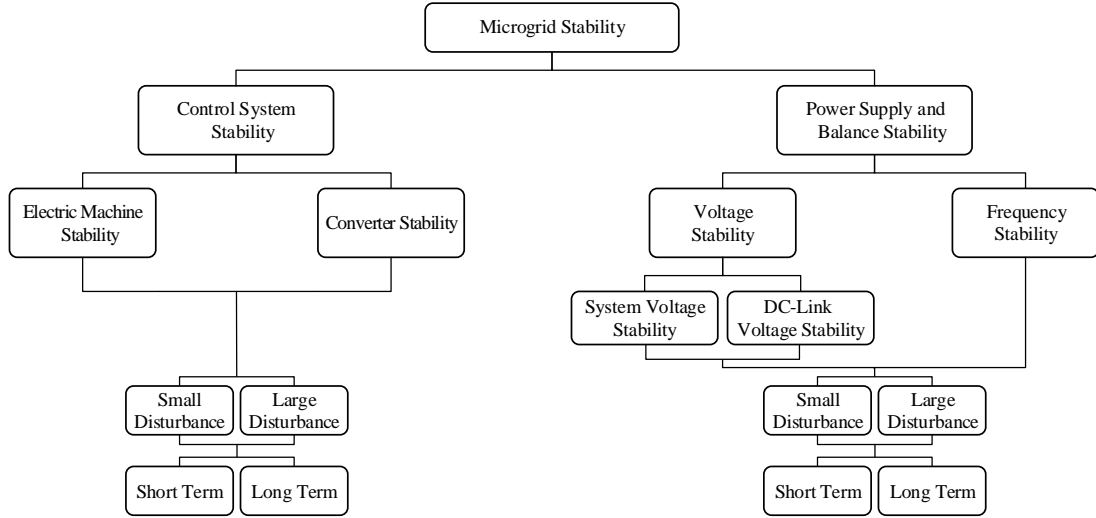 Microgrid Stability
Control System
Stability
Power Supply and
Balance Stability
Electric Machine
Stability
Converter Stability
Voltage
Stability
Frequency
Stability
System Voltage
Stability
DC-Link
Voltage Stability
Small
Disturbance
Large
Disturbance
Small
Disturbance
Large
Disturbance
Short Term
Long Term
Short Term
Long Term